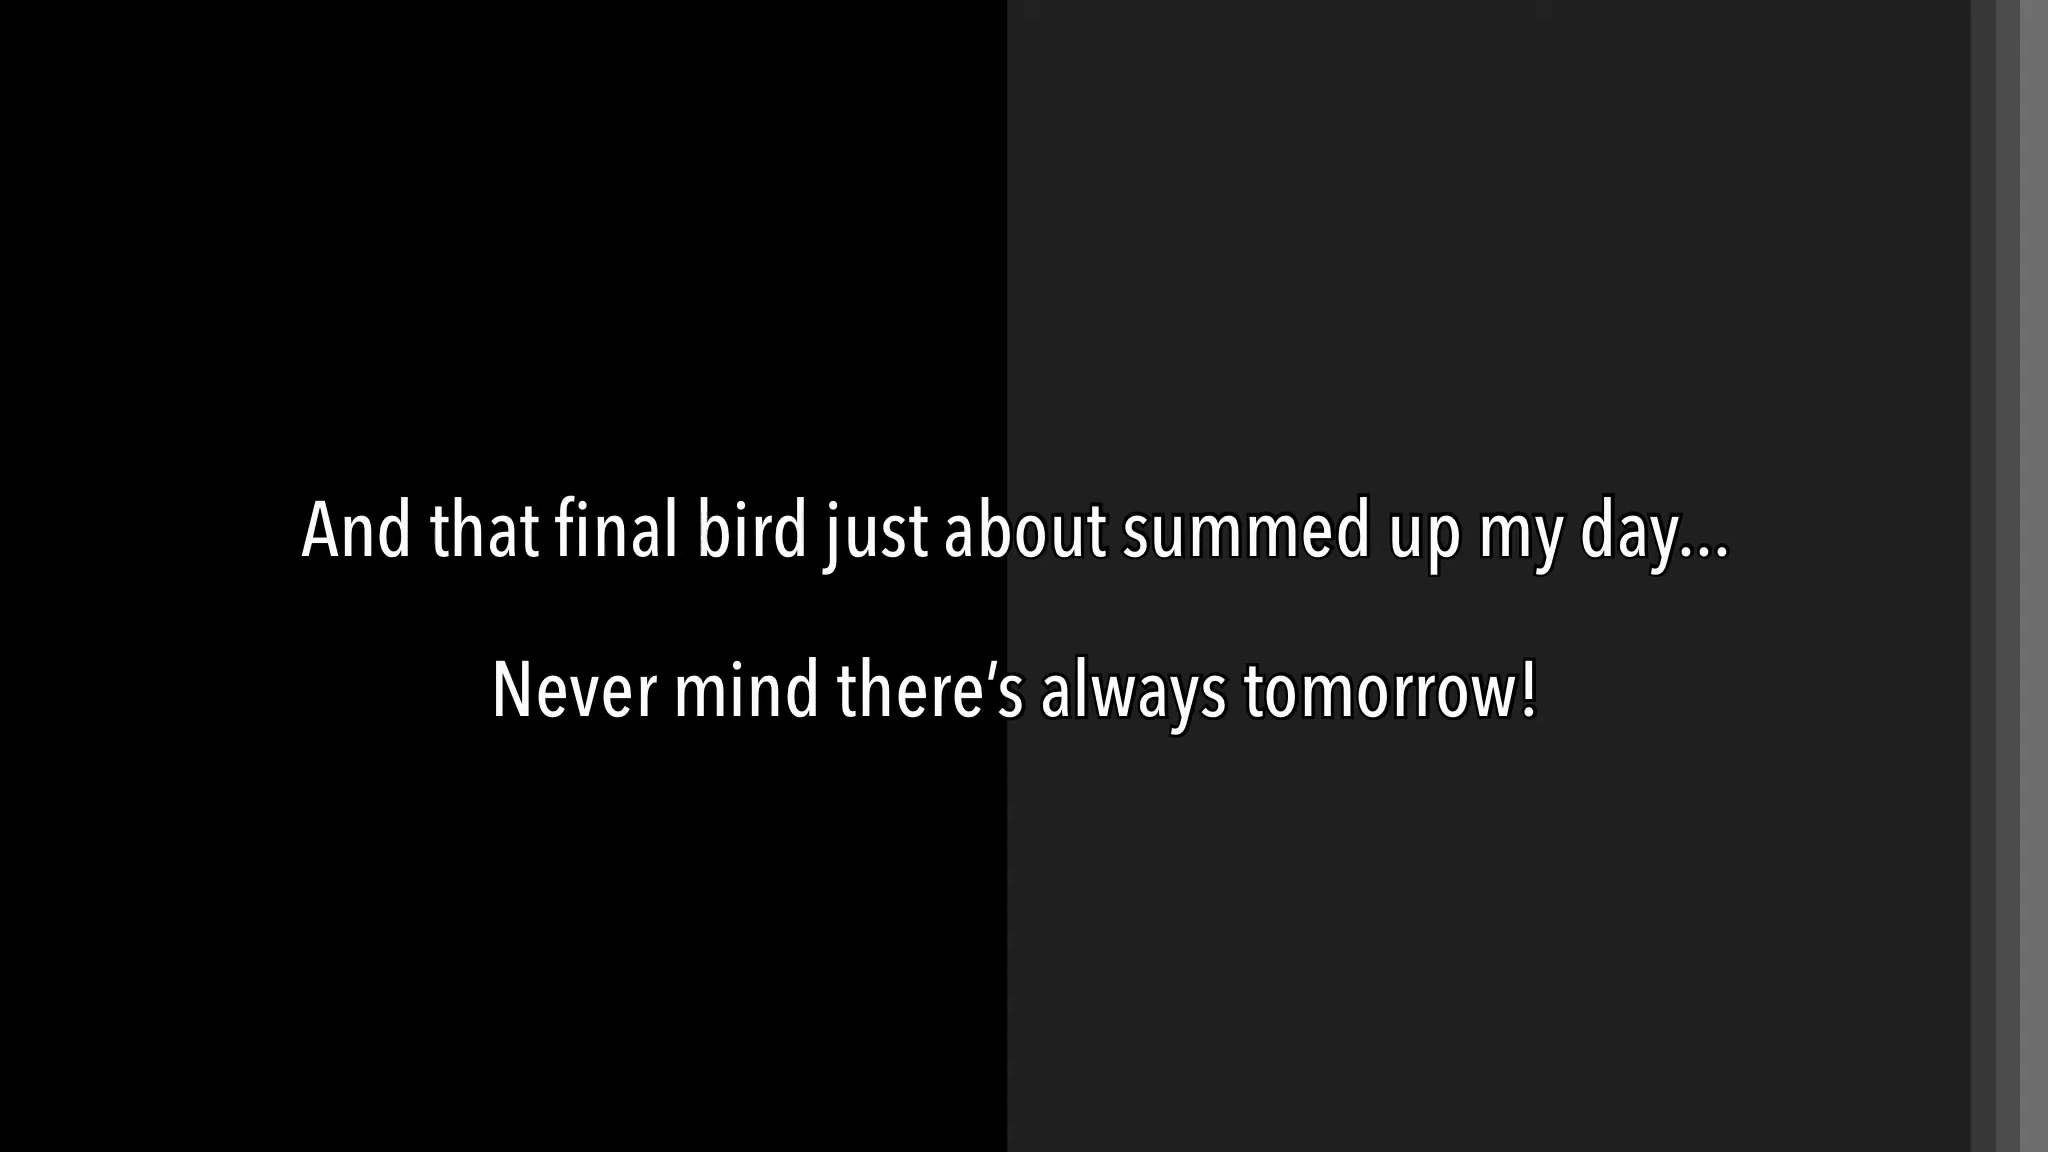 And that final bird just about summed up my day...
Never mind there's always tomorrow!